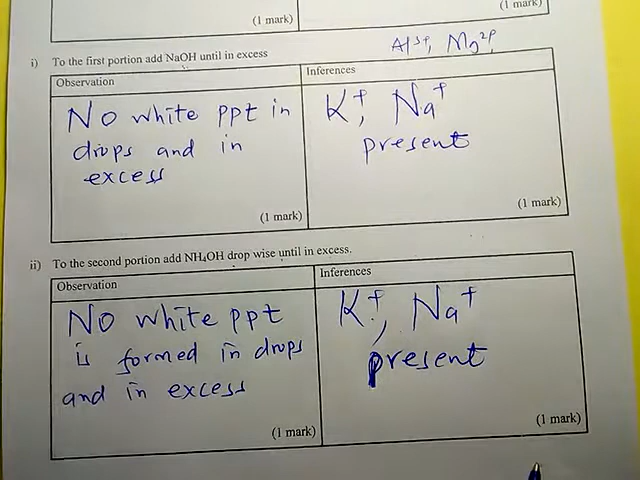 (1 mark)
(1 mark)
i) To the first portion add NaOH until in excess
Al³⁺, Mg²⁺,
Observation
Inferences
No white ppt in
drops and in
excess
(1 mark)
K⁺, Na⁺
present
(1 mark)
ii) To the second portion add NH₄OH drop wise until in excess.
Observation
Inferences
No white ppt
is formed in drops
and in excess
(1 mark)
K⁺, Na⁺
present
(1 mark)